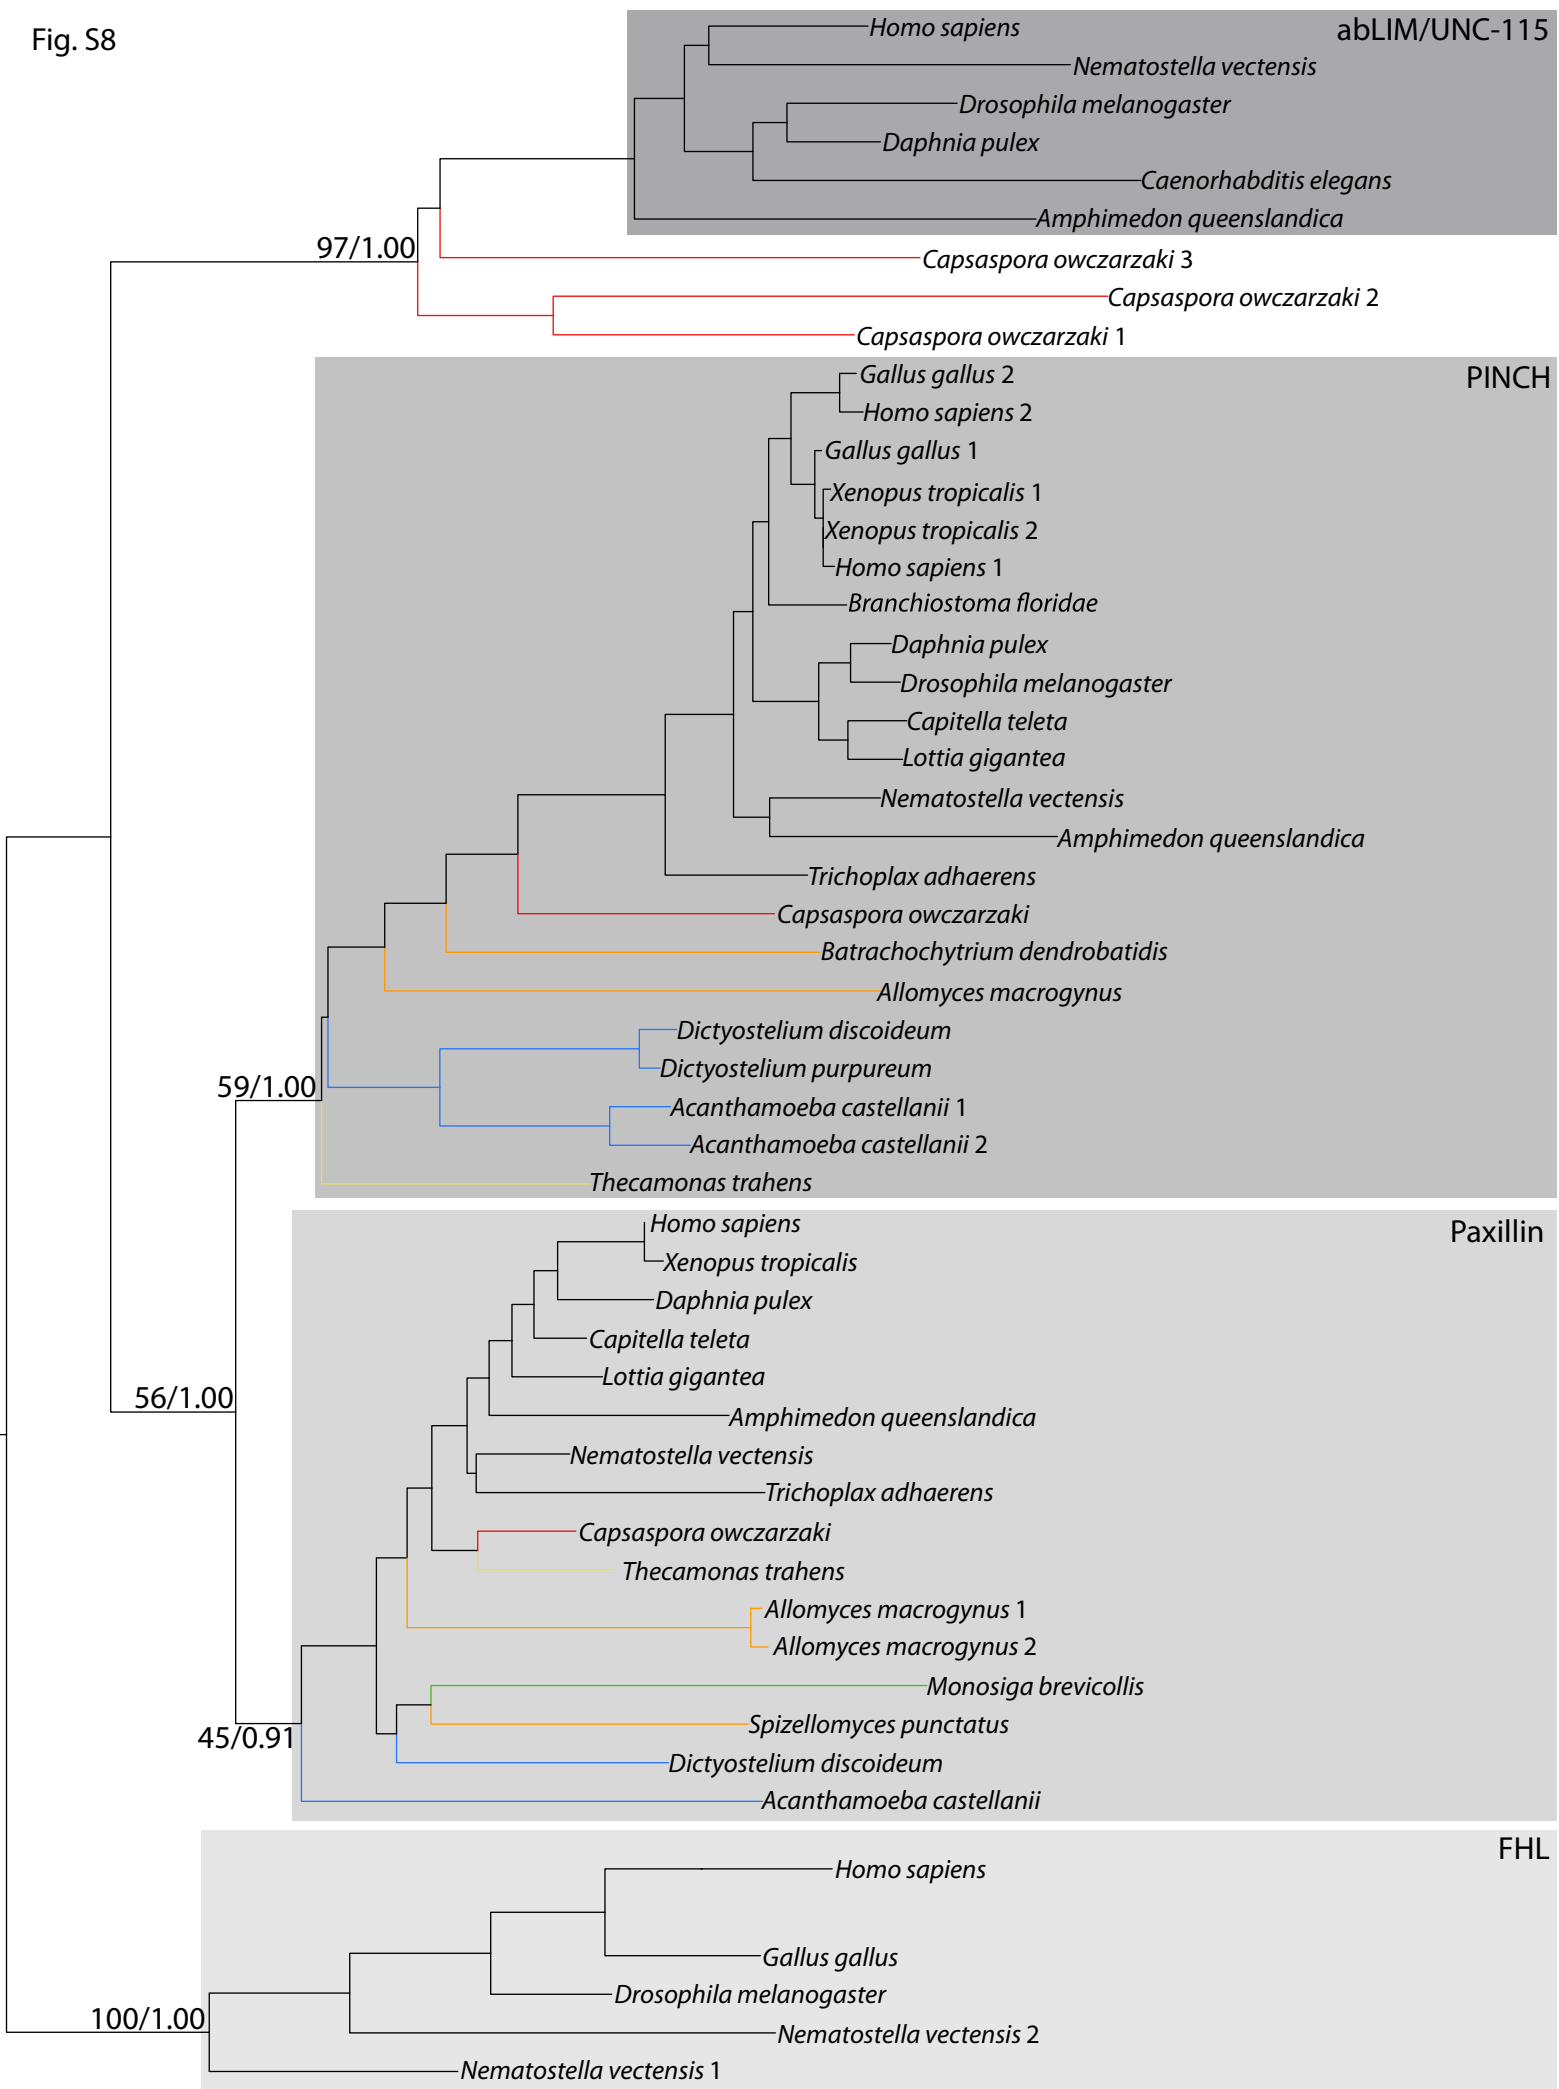 Fig. S8
abLIM/UNC-115
Homo sapiens
Nematostella vectensis
Drosophila melanogaster
Daphnia pulex
Caenorhabditis elegans
Amphimedon queenslandica
97/1.00
Capsaspora owczarzaki 3
Capsaspora owczarzaki 2
Capsaspora owczarzaki 1
PINCH
Gallus gallus 2
Homo sapiens 2
Gallus gallus 1
Xenopus tropicalis 1
Xenopus tropicalis 2
Homo sapiens 1
Branchiostoma floridae
Daphnia pulex
Drosophila melanogaster
Capitella teleta
Lottia gigantea
Nematostella vectensis
Amphimedon queenslandica
Trichoplax adhaerens
Capsaspora owczarzaki
Batrachochytrium dendrobatidis
Allomyces macrogynus
Dictyostelium discoideum
Dictyostelium purpureum
59/1.00
Acanthamoeba castellanii 1
Acanthamoeba castellanii 2
Thecamonas trahens
Paxillin
Homo sapiens
Xenopus tropicalis
Daphnia pulex
Capitella teleta
Lottia gigantea
56/1.00
Amphimedon queenslandica
Nematostella vectensis
Trichoplax adhaerens
Capsaspora owczarzaki
Thecamonas trahens
Allomyces macrogynus 1
Allomyces macrogynus 2
Monosiga brevicollis
Spizellomyces punctatus
45/0.91
Dictyostelium discoideum
Acanthamoeba castellanii
FHL
Homo sapiens
Gallus gallus
Drosophila melanogaster
100/1.00
Nematostella vectensis 2
Nematostella vectensis 1